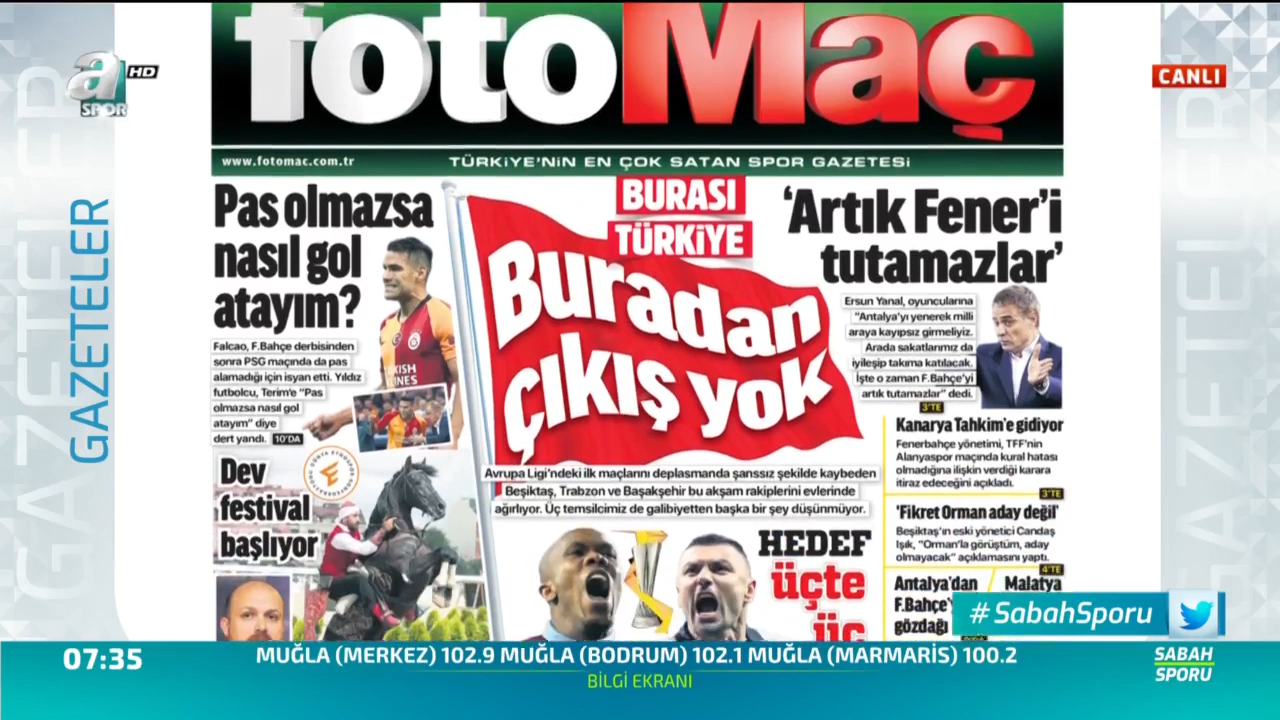 fotoMaç
a HD
SPOR
CANLI
GAZETELER
GAZETELER
GAZETELER
www.fotomac.com.tr
TÜRKİYE'NİN EN ÇOK SATAN SPOR GAZETESİ
Pas olmazsa
nasıl gol
atayım?
Falcao, F.Bahçe derbisinden
sonra PSG maçında da pas
alamadığı için isyan etti. Yıldız
futbolcu, Terim'e "Pas
olmazsa nasıl gol
atayım" diye
dert yandı. 10'DA
Dev
festival
başlıyor
BURASI
TÜRKİYE
Buradan
çıkış yok
Avrupa Ligi'ndeki ilk maçlarını deplasmanda şanssız şekilde kaybeden
Beşiktaş, Trabzon ve Başakşehir bu akşam rakiplerini evlerinde
ağırlıyor. Üç temsilcimiz de galibiyetten başka bir şey düşünmüyor.
HEDEF
üçte
üç
'Artık Fener'i
tutamazlar'
Ersun Yanal, oyuncularına
"Antalya'yı yenerek milli
araya kayıpsız girmeliyiz.
Arada sakatlarımız da
iyileşip takıma katılacak.
İşte o zaman F.Bahçe'yi
artık tutamazlar" dedi.
3'TE
Kanarya Tahkim'e gidiyor
Fenerbahçe yönetimi, TFF'nin
Alanyaspor maçında kural hatası
olmadığına ilişkin verdiği karara
itiraz edeceğini açıkladı.
3'TE
'Fikret Orman aday değil'
Beşiktaş'ın eski yönetici Candaş
Işık, "Orman'la görüştüm, aday
olmayacak" açıklamasını yaptı.
4'TE
Antalya'dan
F.Bahçe'y
gözdağı
Malatya
#SabahSporu
07:35
MUĞLA (MERKEZ) 102.9 MUĞLA (BODRUM) 102.1 MUĞLA (MARMARİS) 100.2
BİLGİ EKRANI
SABAH
SPORU